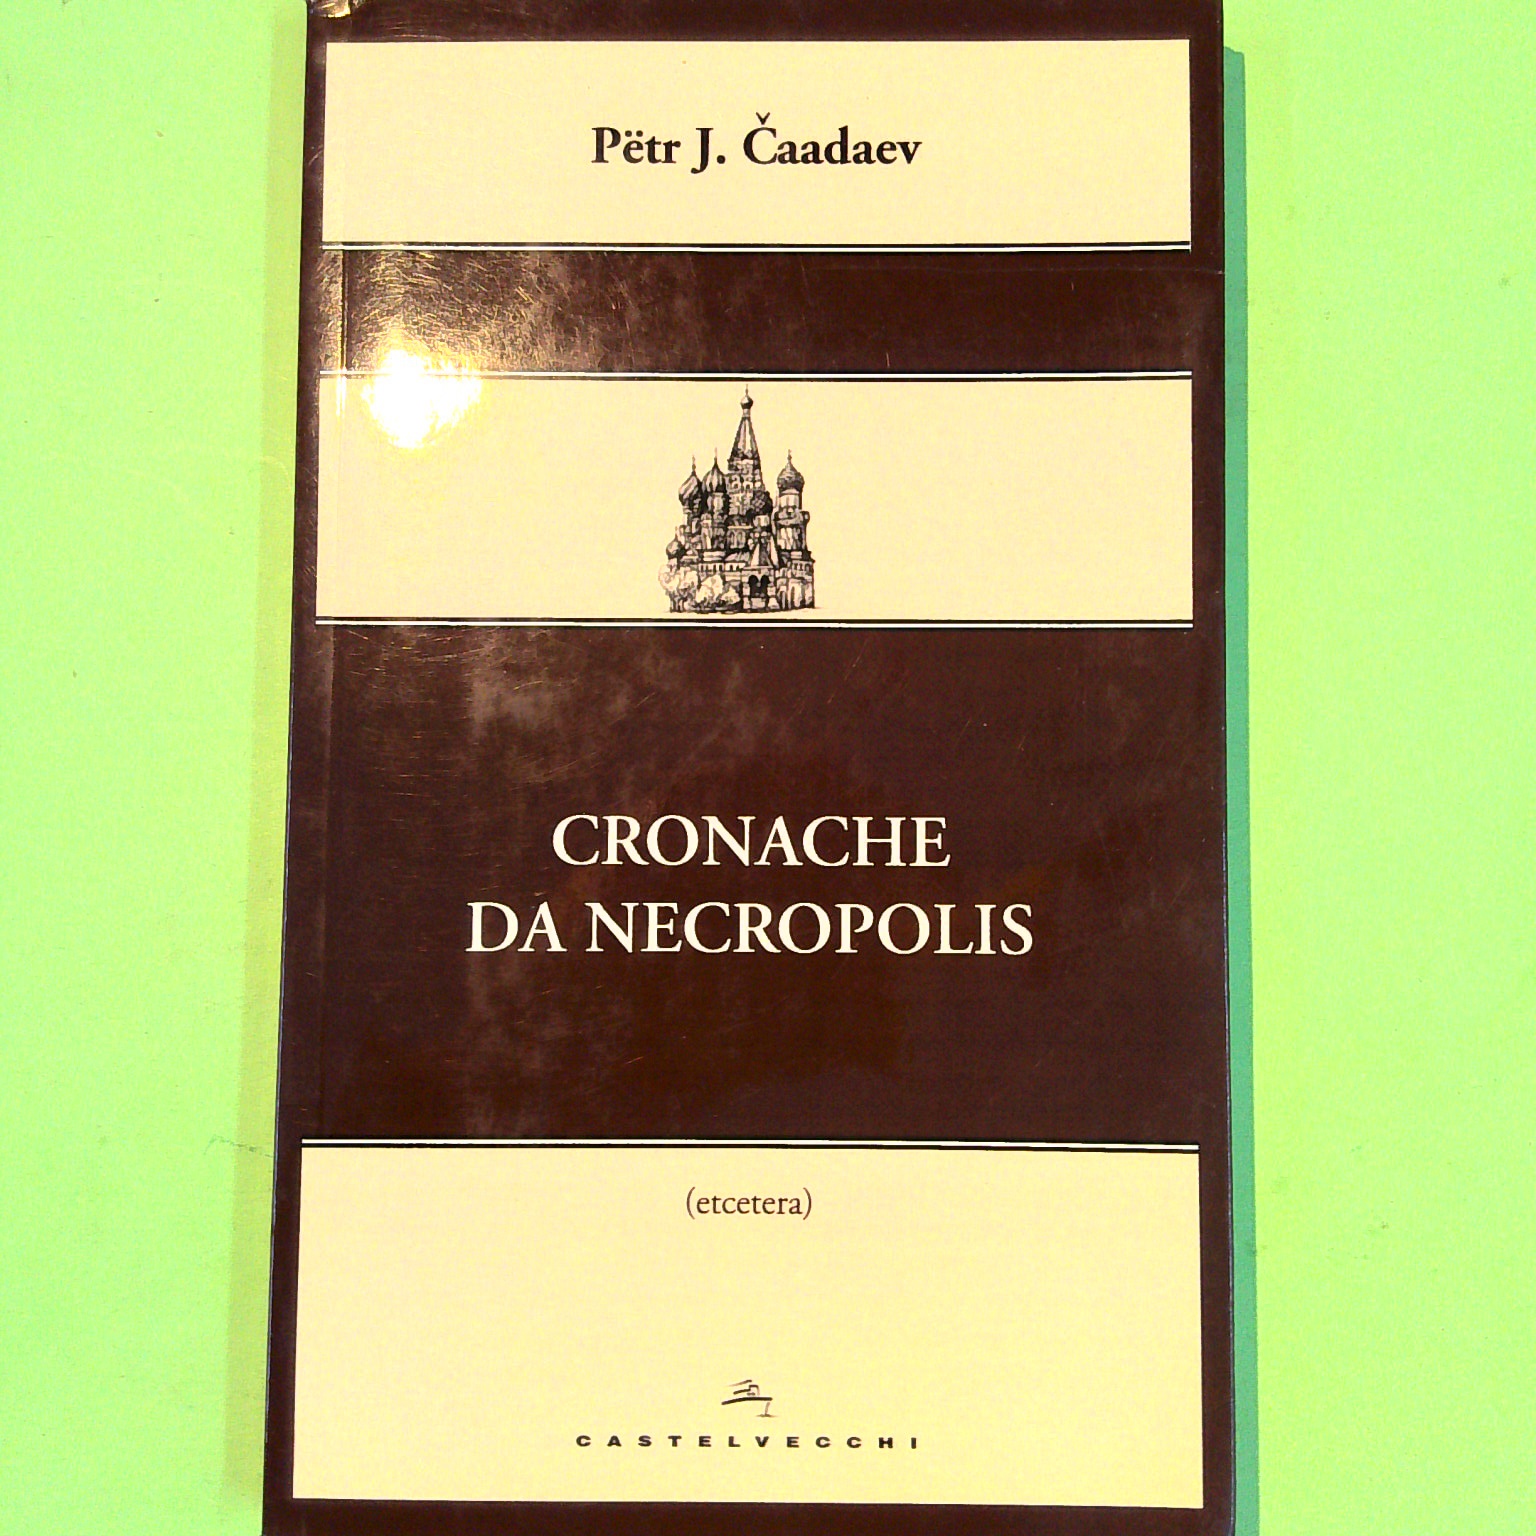 Pëtr J. Čaadaev
CRONACHE
DA NECROPOLIS
(etcetera)
CASTELVECCHI